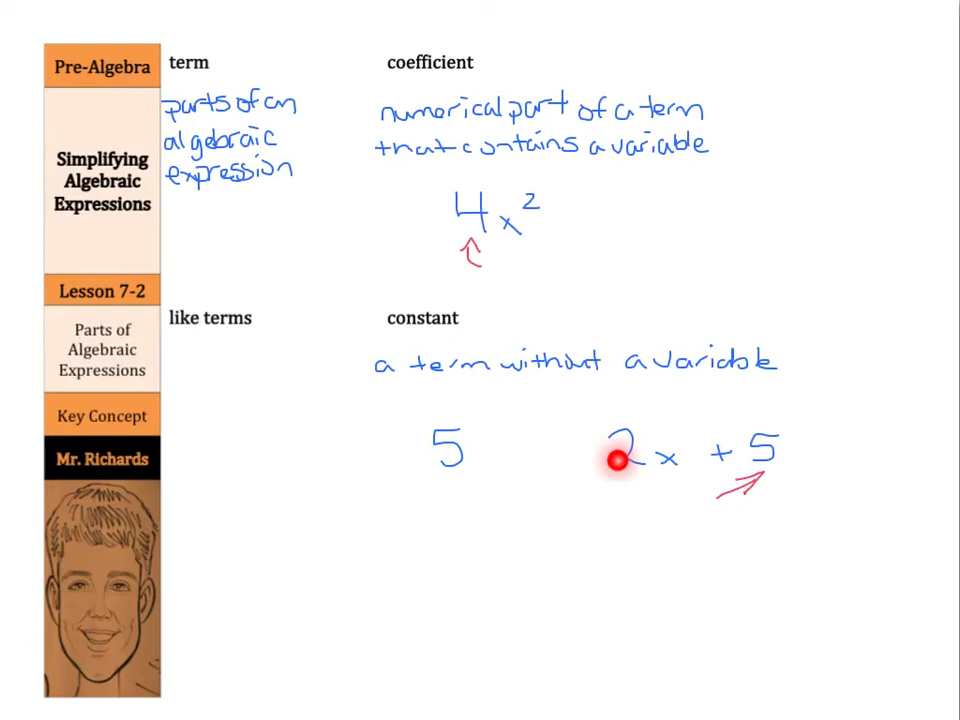 Pre-Algebra
Simplifying
Algebraic
Expressions
Lesson 7-2
Parts of
Algebraic
Expressions
Key Concept
Mr. Richards
term
parts of an
algebraic
expression
coefficient
numerical part of a term
that contains a variable
4x²
like terms
constant
a term without a variable
5 2x + 5